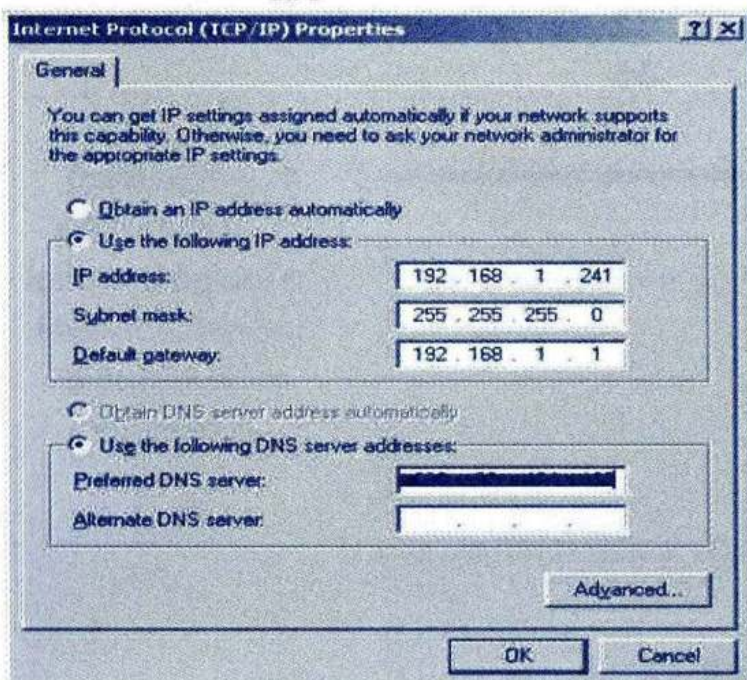 Internet Protocol (TCP/IP) Properties
General
You can get IP settings assigned automatically if your network supports
this capability. Otherwise, you need to ask your network administrator for
the appropriate IP settings.
Obtain an IP address automatically
Use the following IP address:
IP address: 192 . 168 . 1 . 241
Subnet mask: 255 . 255 . 255 . 0
Default gateway: 192 . 168 . 1 . 1
Obtain DNS server address automatically
Use the following DNS server addresses:
Preferred DNS server:
Alternate DNS server: . . .
Advanced...
OK Cancel